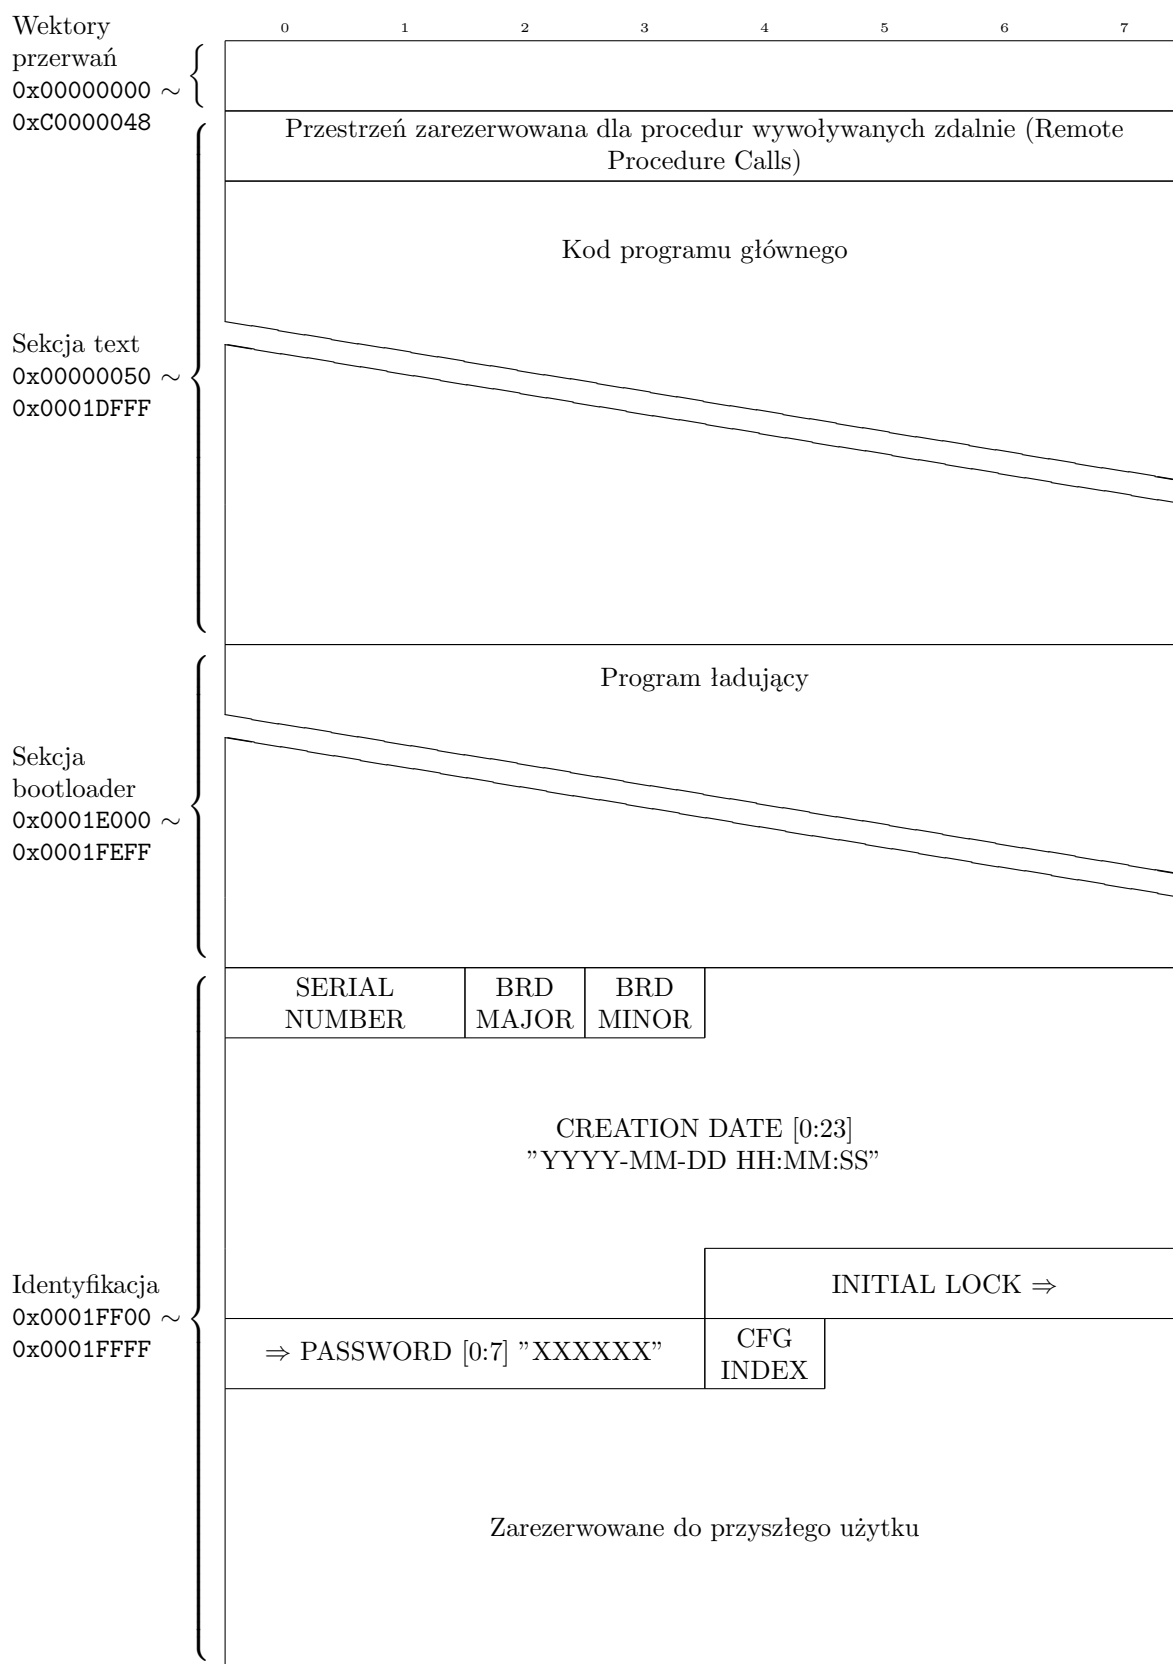 0 1 2 3 4 5 6 7
Wektory
przerwań
0x00000000 ∼
0xC0000048
Przestrzeń zarezerwowana dla procedur wywoływanych zdalnie (Remote
Procedure Calls)
Kod programu głównego
Sekcja text
0x00000050 ∼
0x0001DFFF
Program ładujący
Sekcja
bootloader
0x0001E000 ∼
0x0001FEFF
SERIAL
NUMBER
BRD
MAJOR
BRD
MINOR
CREATION DATE [0:23]
”YYYY-MM-DD HH:MM:SS”
INITIAL LOCK ⇒
Identyfikacja
0x0001FF00 ∼
0x0001FFFF
⇒ PASSWORD [0:7] ”XXXXXX”
CFG
INDEX
Zarezerwowane do przyszłego użytku